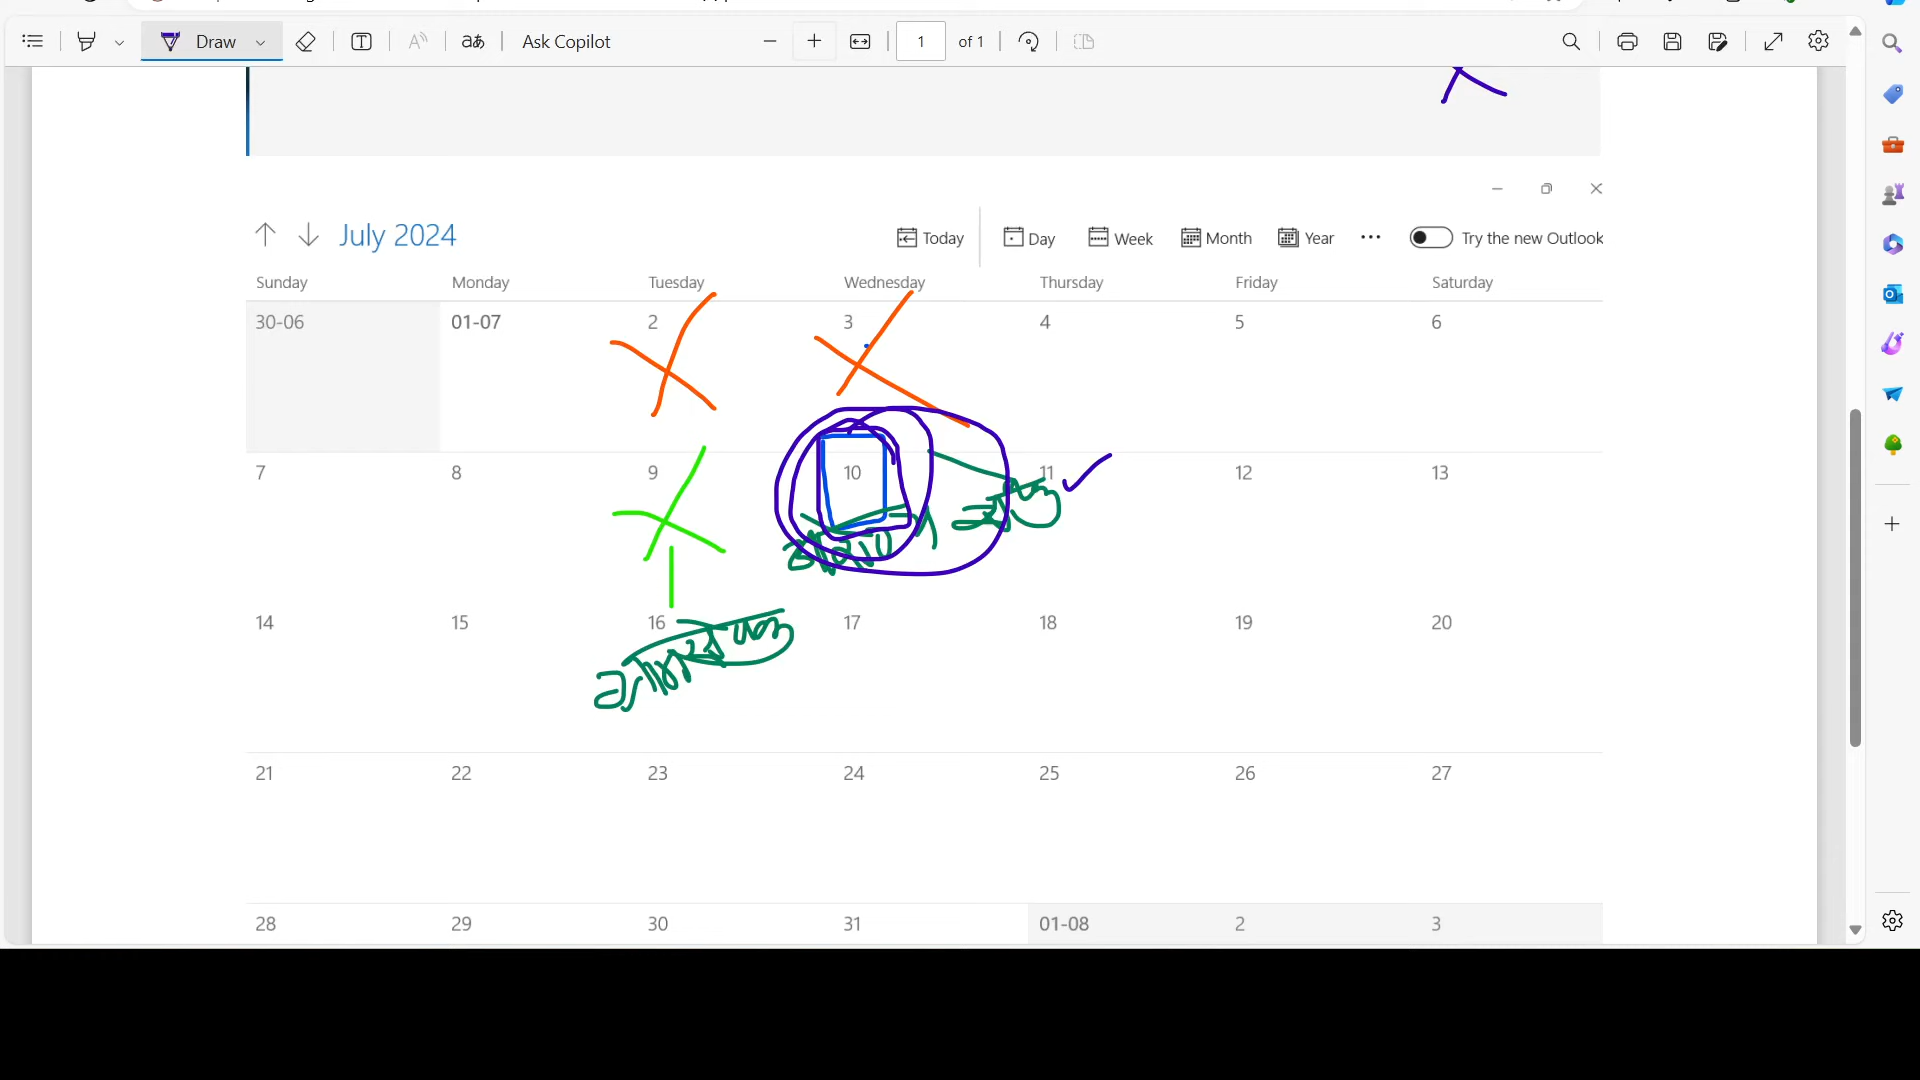 Draw
Ask Copilot
1 of 1
July 2024
Today Day Week Month Year Try the new Outlook
Sunday Monday Tuesday Wednesday Thursday Friday Saturday
30-06 01-07 2 3 4 5 6
7 8 9 10 11 12 13
14 15 16 17 18 19 20
21 22 23 24 25 26 27
28 29 30 31 01-08 2 3